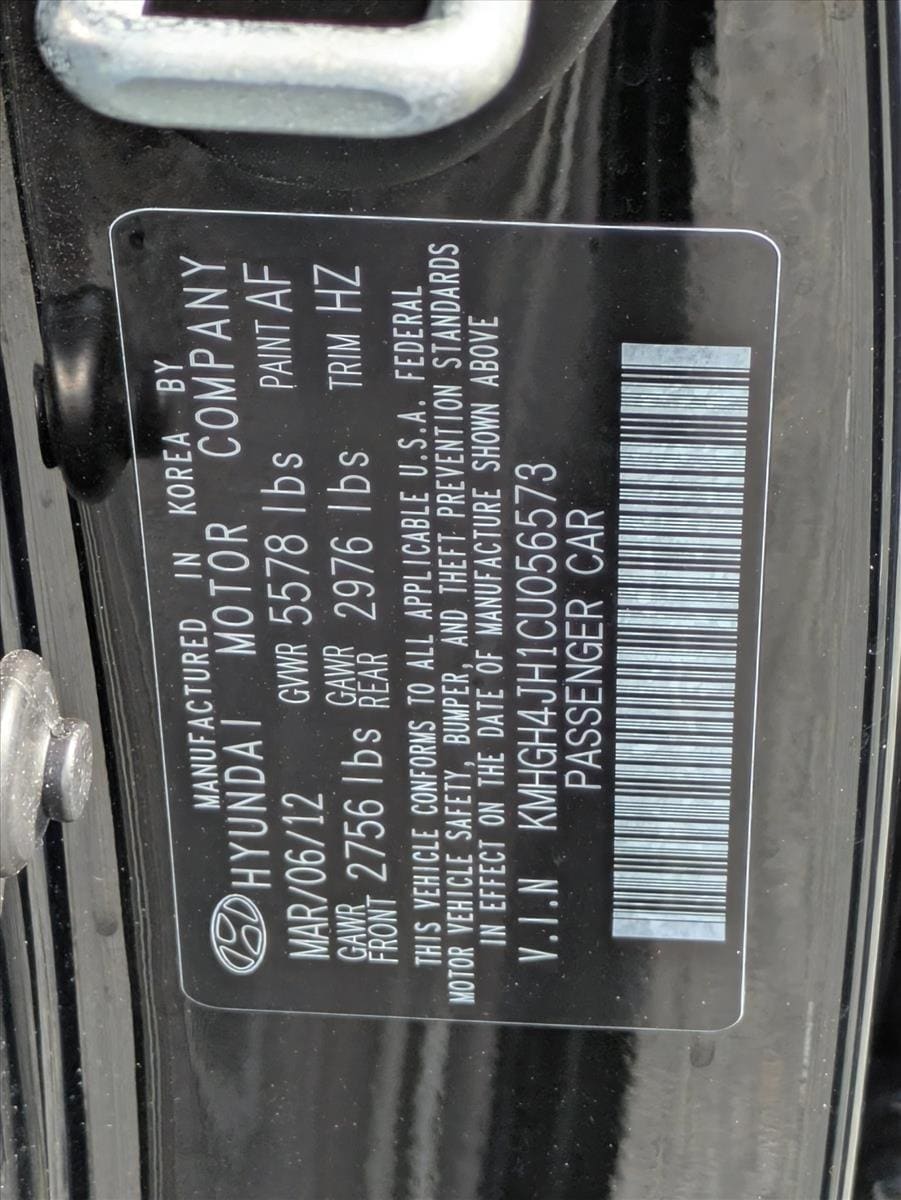 MANUFACTURED IN KOREA BY
HYUNDAI MOTOR COMPANY
MAR/06/12 GVWR 5578 lbs PAINT AF
GAWR FRONT 2756 lbs GAWR REAR 2976 lbs TRIM HZ
THIS VEHICLE CONFORMS TO ALL APPLICABLE U.S.A. FEDERAL
MOTOR VEHICLE SAFETY, BUMPER, AND THEFT PREVENTION STANDARDS
IN EFFECT ON THE DATE OF MANUFACTURE SHOWN ABOVE
V.I.N KMHGH4JH1CU056573
PASSENGER CAR